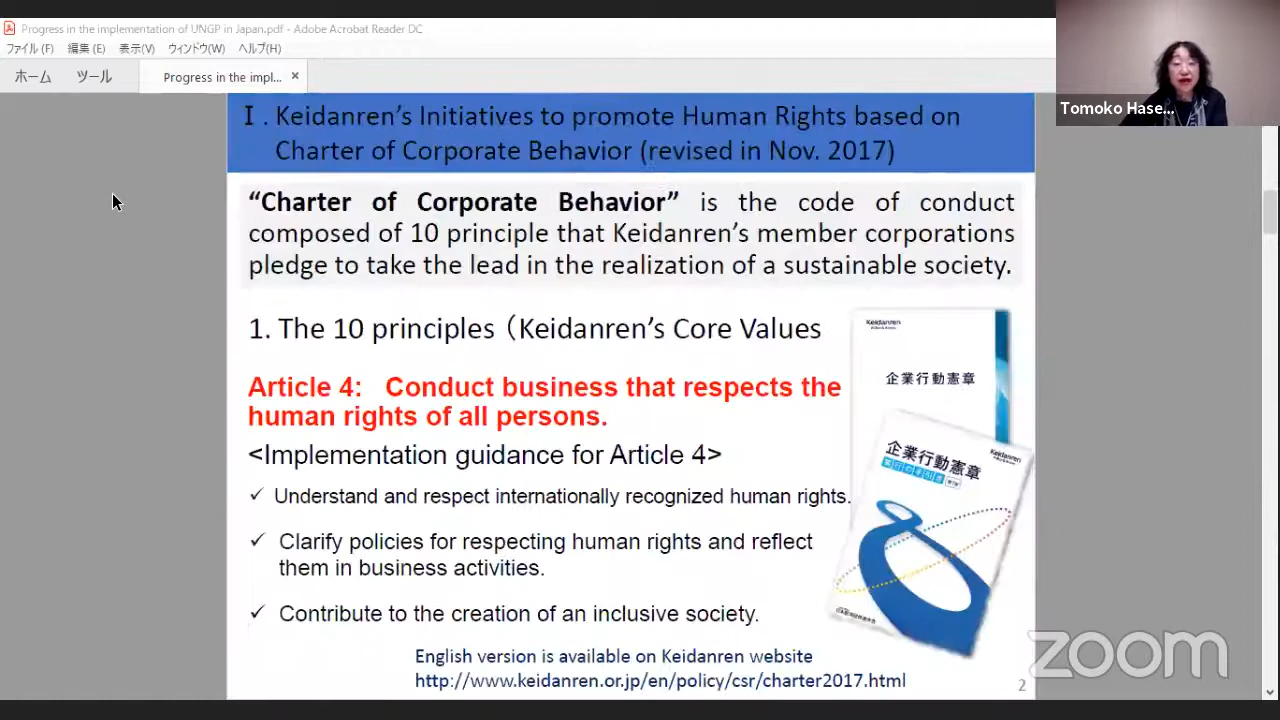 Progress in the implementation of UNGP in Japan.pdf - Adobe Acrobat Reader DC
ファイル(F) 編集(E) 表示(V) ウィンドウ(W) ヘルプ(H)
ホーム ツール Progress in the impl... ×
Tomoko Hase...
Ⅰ. Keidanren's Initiatives to promote Human Rights based on
Charter of Corporate Behavior (revised in Nov. 2017)
“Charter of Corporate Behavior” is the code of conduct
composed of 10 principle that Keidanren's member corporations
pledge to take the lead in the realization of a sustainable society.
1. The 10 principles（Keidanren's Core Values
Article 4: Conduct business that respects the
human rights of all persons.
<Implementation guidance for Article 4>
✓ Understand and respect internationally recognized human rights.
✓ Clarify policies for respecting human rights and reflect
them in business activities.
✓ Contribute to the creation of an inclusive society.
Keidanren
企業行動憲章
Keidanren
企業行動憲章
実行の手引き
English version is available on Keidanren website
http://www.keidanren.or.jp/en/policy/csr/charter2017.html
2
zoom